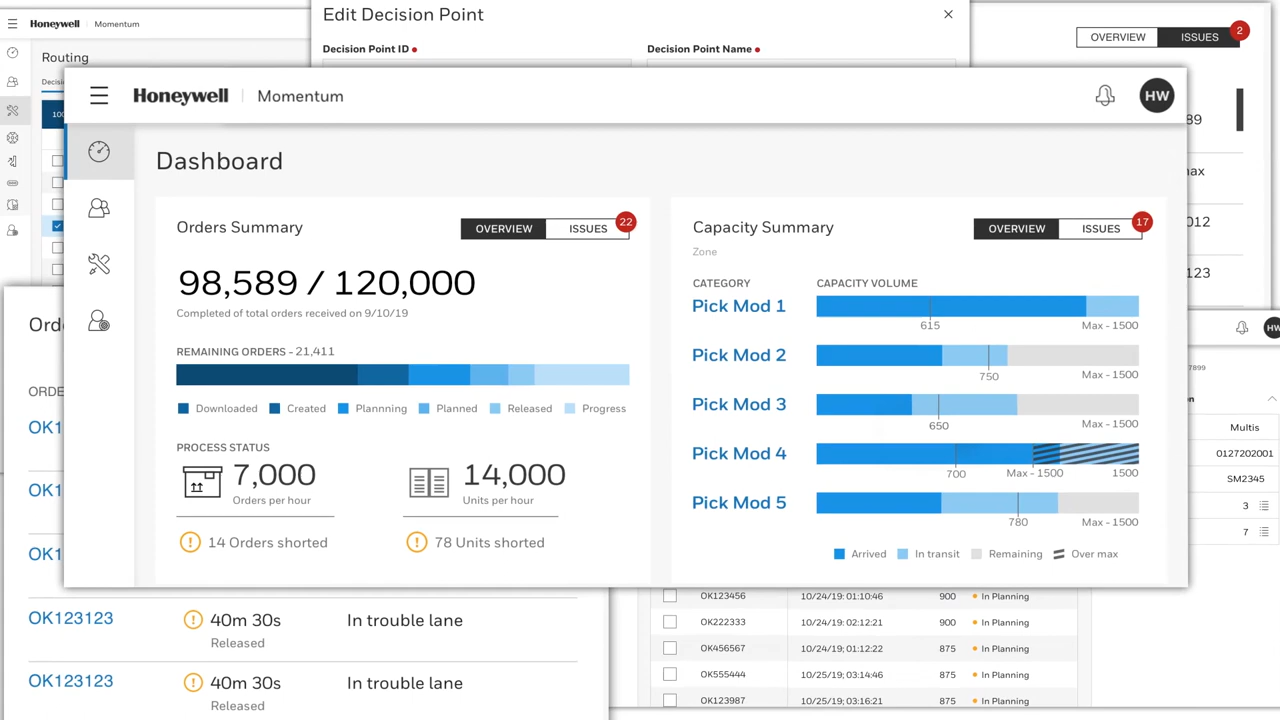 Honeywell | Momentum
Routing
Edit Decision Point
Decision Point ID
Decision Point Name
OVERVIEW ISSUES 2
Honeywell | Momentum
HW
Dashboard
Orders Summary
OVERVIEW ISSUES 22
98,589 / 120,000
Completed of total orders received on 9/10/19
REMAINING ORDERS - 21,411
Downloaded Created Plannning Planned Released Progress
PROCESS STATUS
7,000
Orders per hour
14,000
Units per hour
14 Orders shorted
78 Units shorted
Capacity Summary
OVERVIEW ISSUES 17
Zone
CATEGORY CAPACITY VOLUME
Pick Mod 1
615 Max - 1500
Pick Mod 2
750 Max - 1500
Pick Mod 3
650 Max - 1500
Pick Mod 4
700 Max - 1500 1500
Pick Mod 5
780 Max - 1500
Arrived In transit Remaining Over max
OK123123 40m 30s In trouble lane
Released
OK123123 40m 30s In trouble lane
Released
OK123456 10/24/19; 01:10:46 900 In Planning
OK222333 10/24/19; 02:12:21 900 In Planning
OK456567 10/24/19; 01:12:22 875 In Planning
OK555444 10/25/19; 03:14:46 875 In Planning
OK123987 10/25/19; 03:16:21 875 In Planning
HW
7899
Multis
0127202001
SM2345
3
7